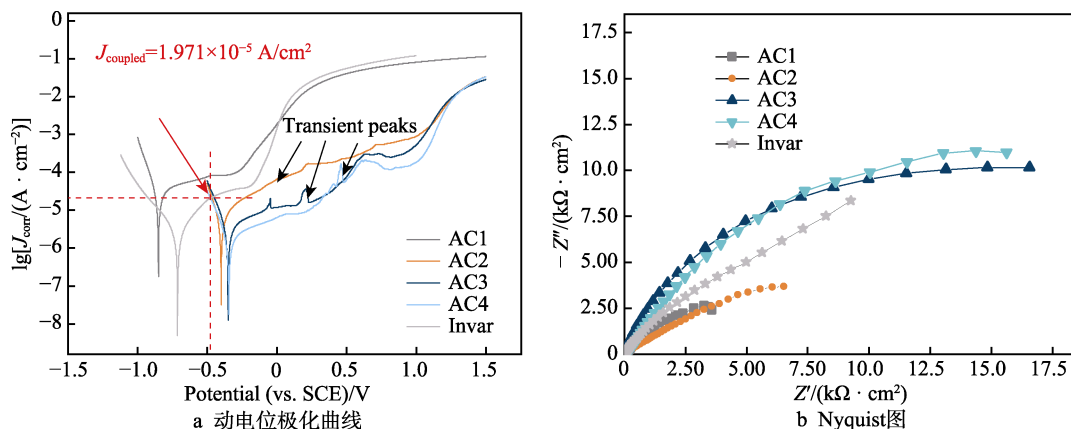 0
−1
−2
−3
−4
−5
−6
−7
−8
lg[Jcorr/(A · cm⁻²)]
Jcoupled=1.971×10⁻⁵ A/cm²
Transient peaks
AC1
AC2
AC3
AC4
Invar
−1.5 −1.0 −0.5 0 0.5 1.0 1.5
Potential (vs. SCE)/V
a 动电位极化曲线
17.5
15.0
12.5
10.0
7.50
5.00
2.50
0
−Z″/(kΩ · cm²)
AC1
AC2
AC3
AC4
Invar
0 2.50 5.00 7.50 10.0 12.5 15.0 17.5
Z′/(kΩ · cm²)
b Nyquist图